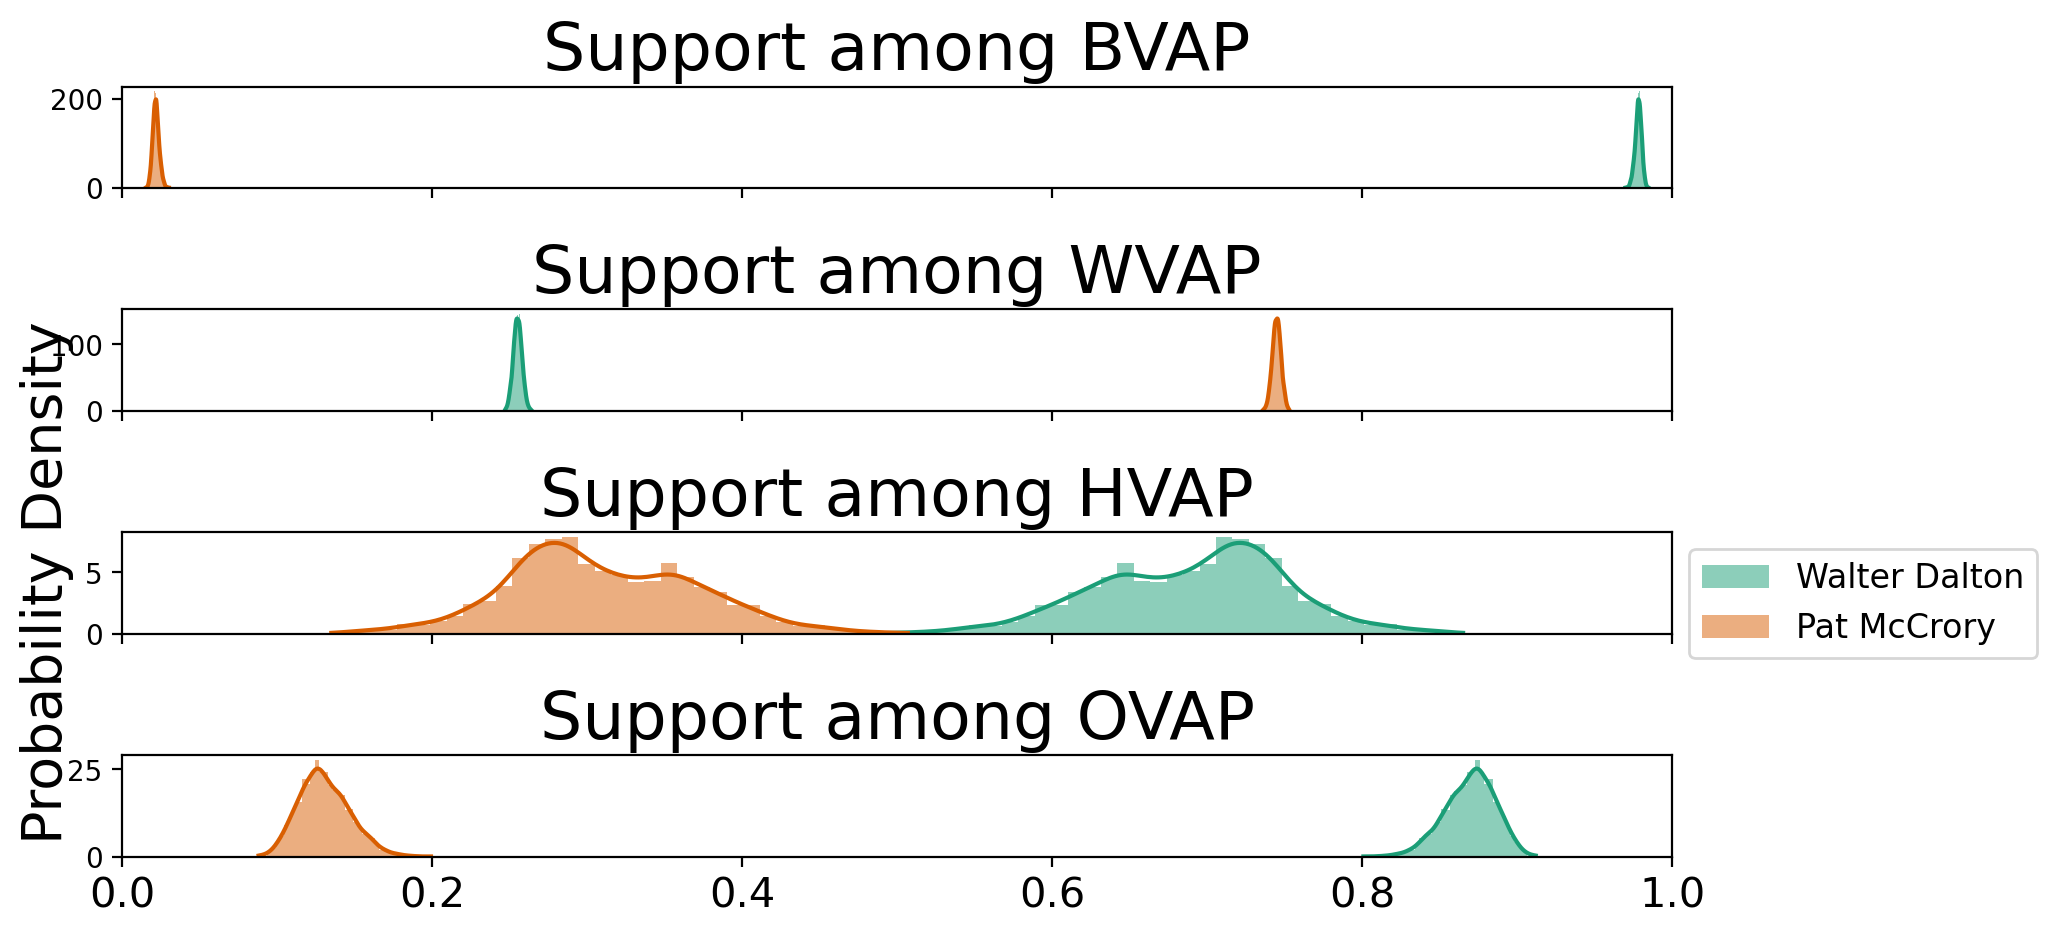 Support among BVAP
200
0
Support among WVAP
100
0
Support among HVAP
5
0
Support among OVAP
25
0
0.0 0.2 0.4 0.6 0.8 1.0
Probability Density
Walter Dalton
Pat McCrory